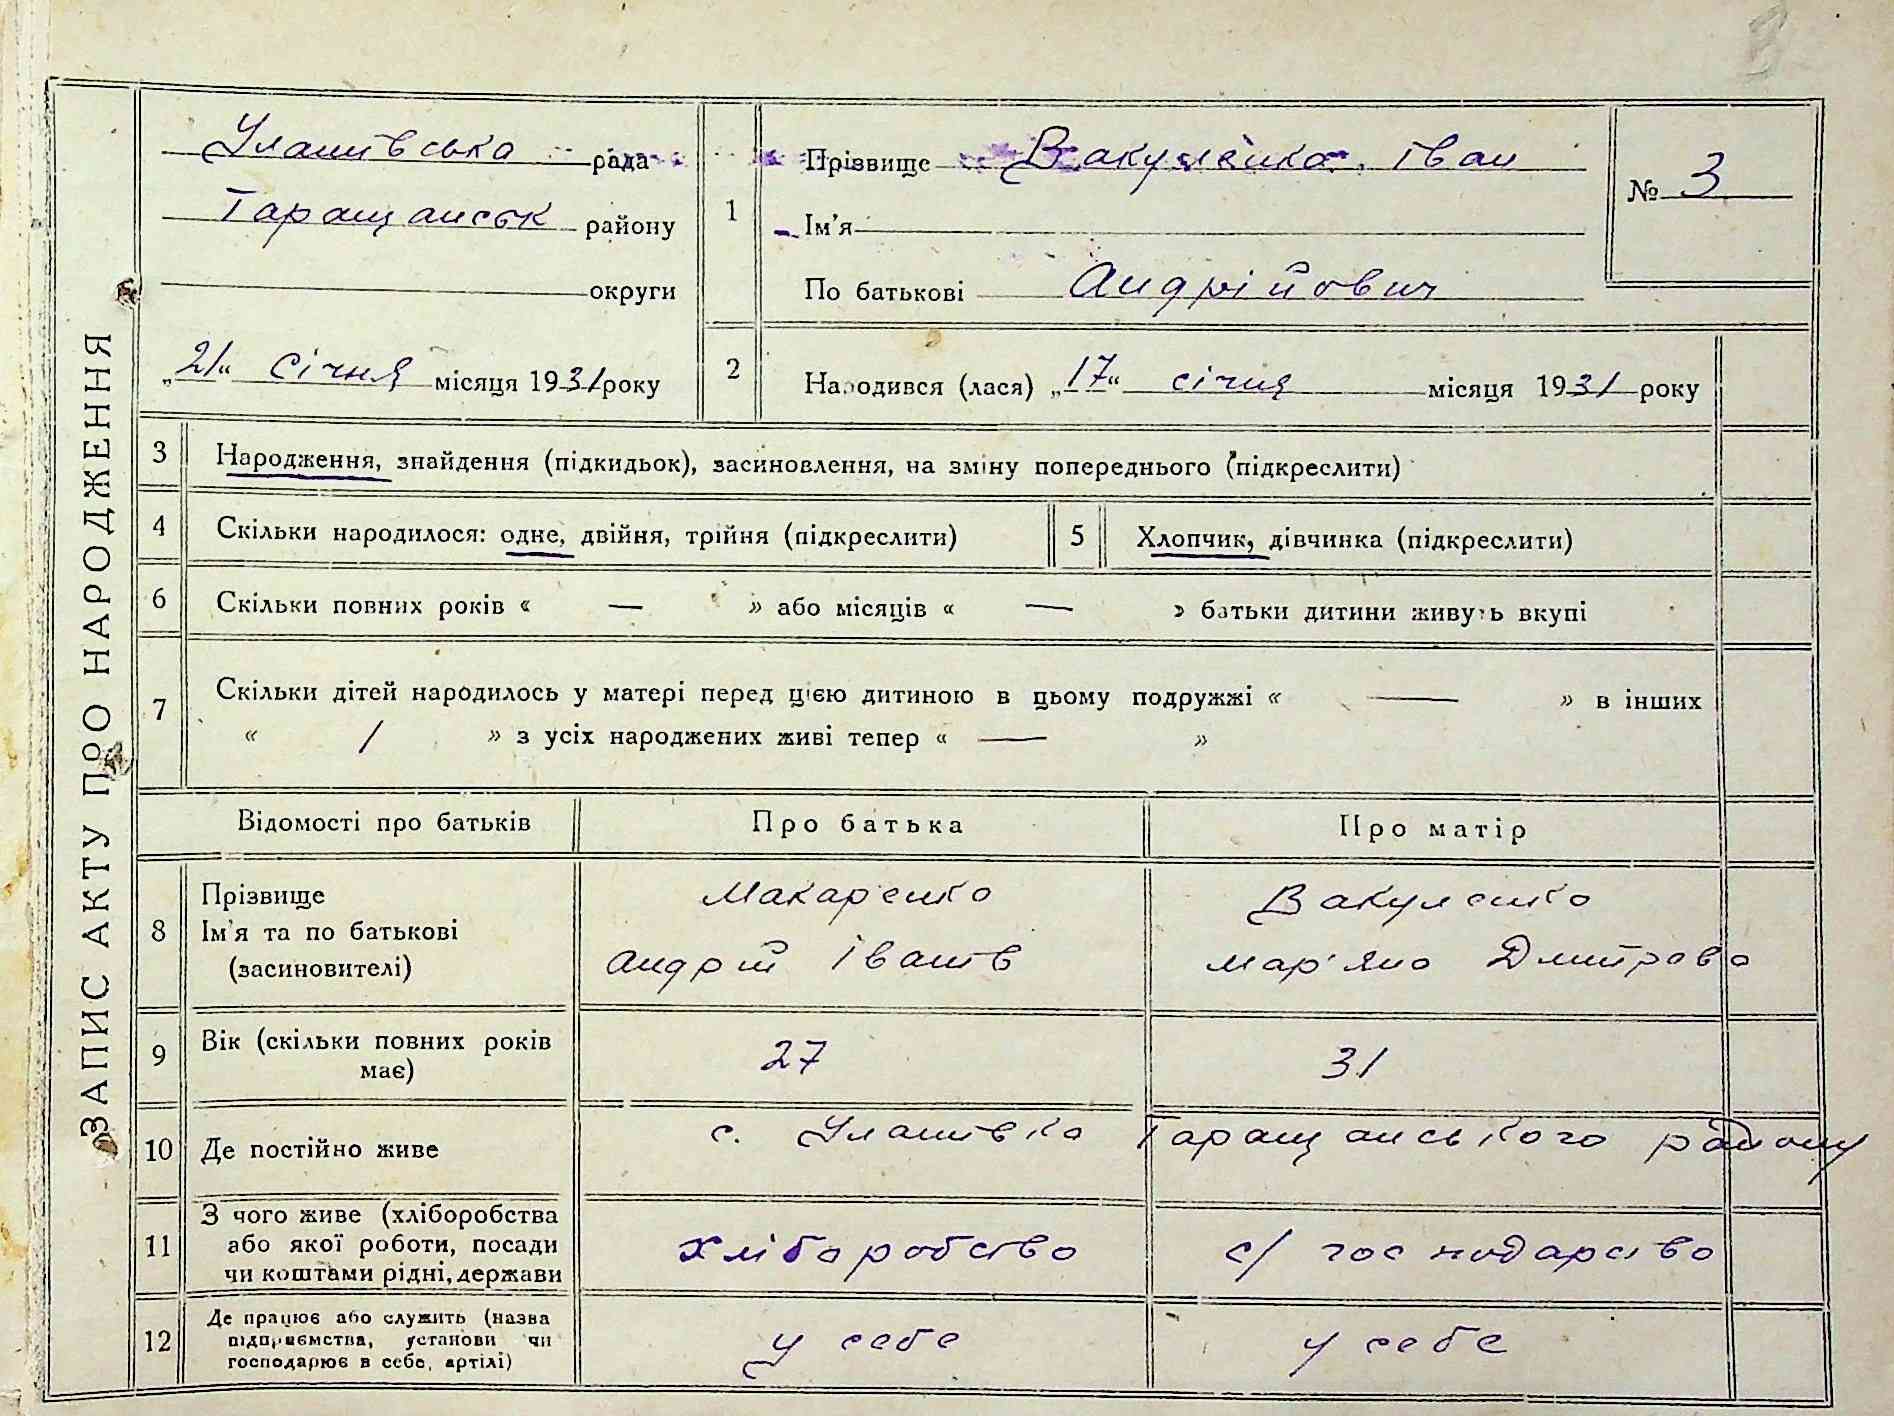 3
ЗАПИС АКТУ ПРО НАРОДЖЕННЯ
Улашівська рада
Таращанськ району
округи
„21“ Січня місяця 1931 року
1
Прізвище Вакуленко, Іван
Ім'я
По батькові Андрійович
№ 3
2
Народився (лася) „17“ січня місяця 1931 року
3 Народження, знайдення (підкидьок), засиновлення, на зміну попереднього (підкреслити)
4 Скільки народилося: одне, двійня, трійня (підкреслити)
5 Хлопчик, дівчинка (підкреслити)
6 Скільки повних років « — » або місяців « — » батьки дитини живуть вкупі
7 Скільки дітей народилось у матері перед цією дитиною в цьому подружжі « — » в інших
« / » з усіх народжених живі тепер « — »
Відомості про батьків Про батька Про матір
8 Прізвище Макаренко Вакуленко
Ім'я та по батькові Андрій Іванів Мар'яна Дмитрова
(засиновителі)
9 Вік (скільки повних років 27 31
має)
10 Де постійно живе с. Улашівка Таращанського району
11 З чого живе (хліборобства
або якої роботи, посади хліборобство с/господарство
чи коштами рідні, держави
12 Де працює або служить (назва
підприємства, установи чи у себе у себе
господарює в себе, артілі)